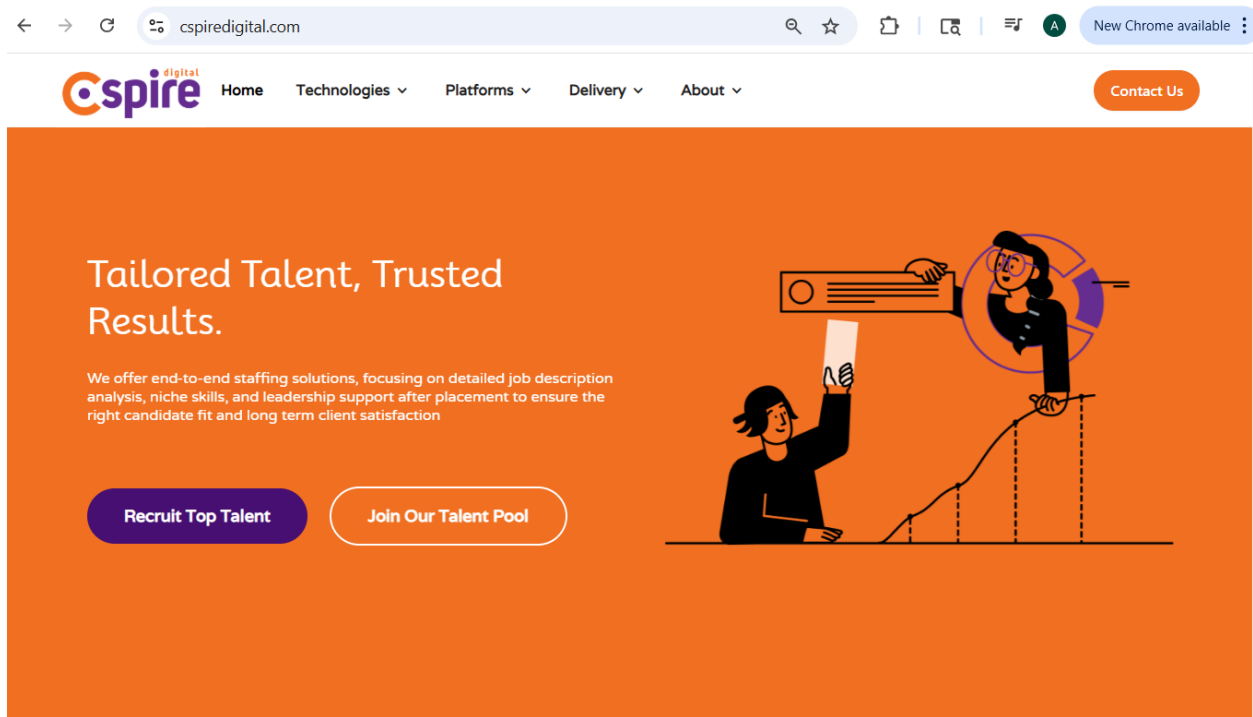 cspiredigital.com
A
New Chrome available
cspire digital
Home
Technologies
Platforms
Delivery
About
Contact Us
Tailored Talent, Trusted
Results.
We offer end-to-end staffing solutions, focusing on detailed job description
analysis, niche skills, and leadership support after placement to ensure the
right candidate fit and long term client satisfaction
Recruit Top Talent
Join Our Talent Pool